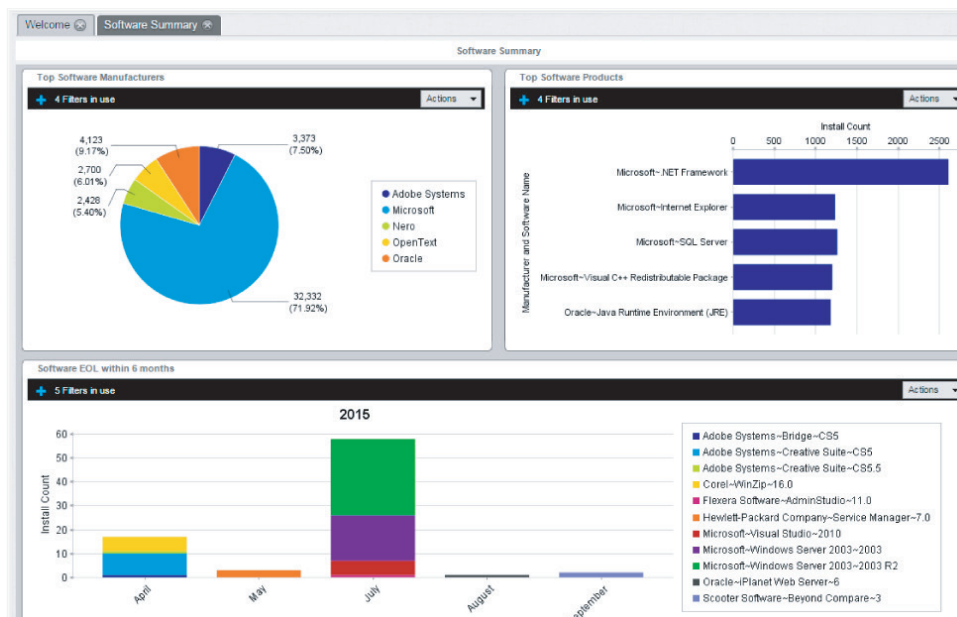 Welcome
Software Summary
Software Summary
Top Software Manufacturers
4 Filters in use
Actions
4,123
(9.17%)
3,373
(7.50%)
2,700
(6.01%)
2,428
(5.40%)
32,332
(71.92%)
Adobe Systems
Microsoft
Nero
OpenText
Oracle
Top Software Products
4 Filters in use
Actions
Install Count
0 500 1000 1500 2000 2500
Manufacturer and Software Name
Microsoft~.NET Framework
Microsoft~Internet Explorer
Microsoft~SQL Server
Microsoft~Visual C++ Redistributable Package
Oracle~Java Runtime Environment (JRE)
Software EOL within 6 months
5 Filters in use
Actions
2015
Install Count
60
50
40
30
20
10
0
April
May
July
August
eptember
Adobe Systems~Bridge~CS5
Adobe Systems~Creative Suite~CS5
Adobe Systems~Creative Suite~CS5.5
Corel~WinZip~16.0
Flexera Software~AdminStudio~11.0
Hewlett-Packard Company~Service Manager~7.0
Microsoft~Visual Studio~2010
Microsoft~Windows Server 2003~2003
Microsoft~Windows Server 2003~2003 R2
Oracle~iPlanet Web Server~6
Scooter Software~Beyond Compare~3